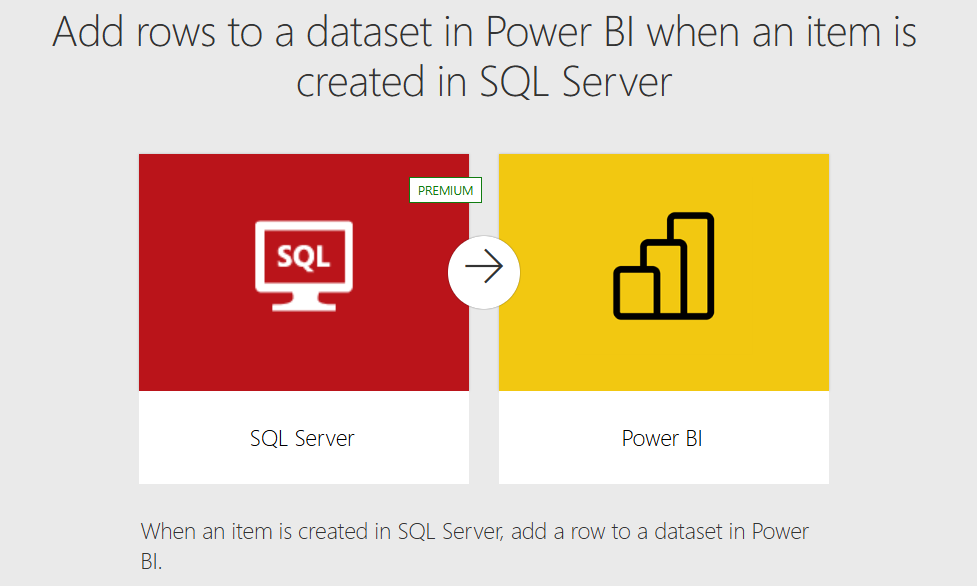 Add rows to a dataset in Power BI when an item is
created in SQL Server
PREMIUM
SQL
SQL Server
Power BI
When an item is created in SQL Server, add a row to a dataset in Power
BI.